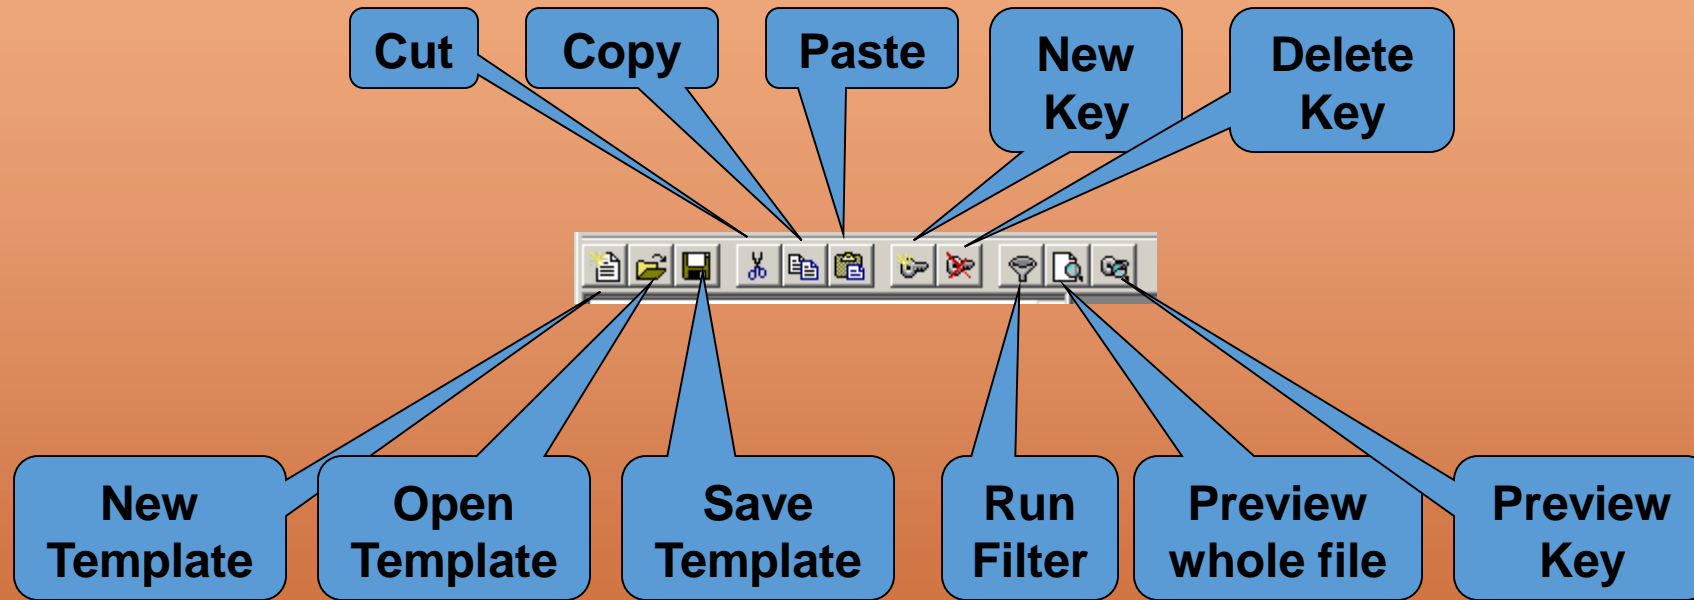 Cut
Copy
Paste
New
Key
Delete
Key
New
Template
Open
Template
Save
Template
Run
Filter
Preview
whole file
Preview
Key